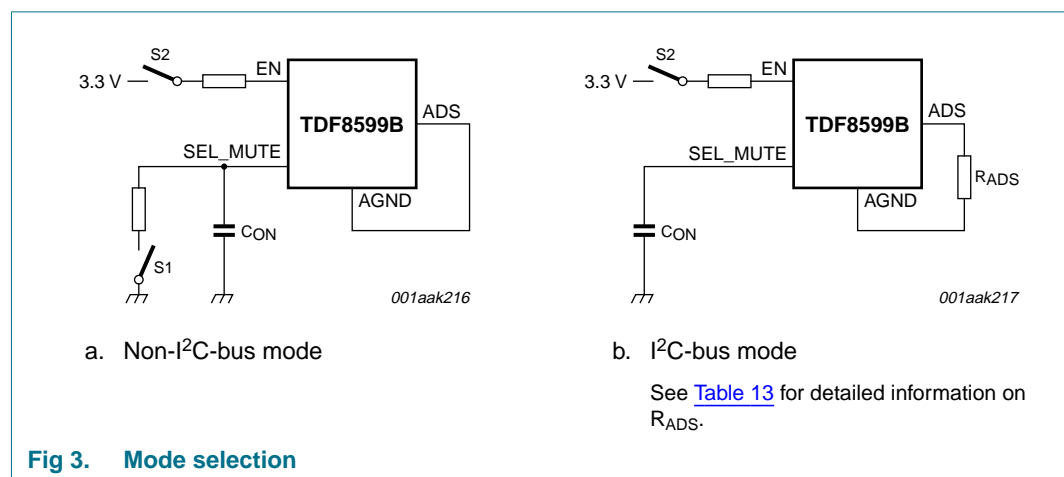 S2
3.3 V
EN
TDF8599B
ADS
SEL_MUTE
AGND
CON
S1
001aak216
a. Non-I2C-bus mode
S2
3.3 V
EN
TDF8599B
ADS
SEL_MUTE
RADS
AGND
CON
001aak217
b. I2C-bus mode
See Table 13 for detailed information on
RADS.
Fig 3. Mode selection